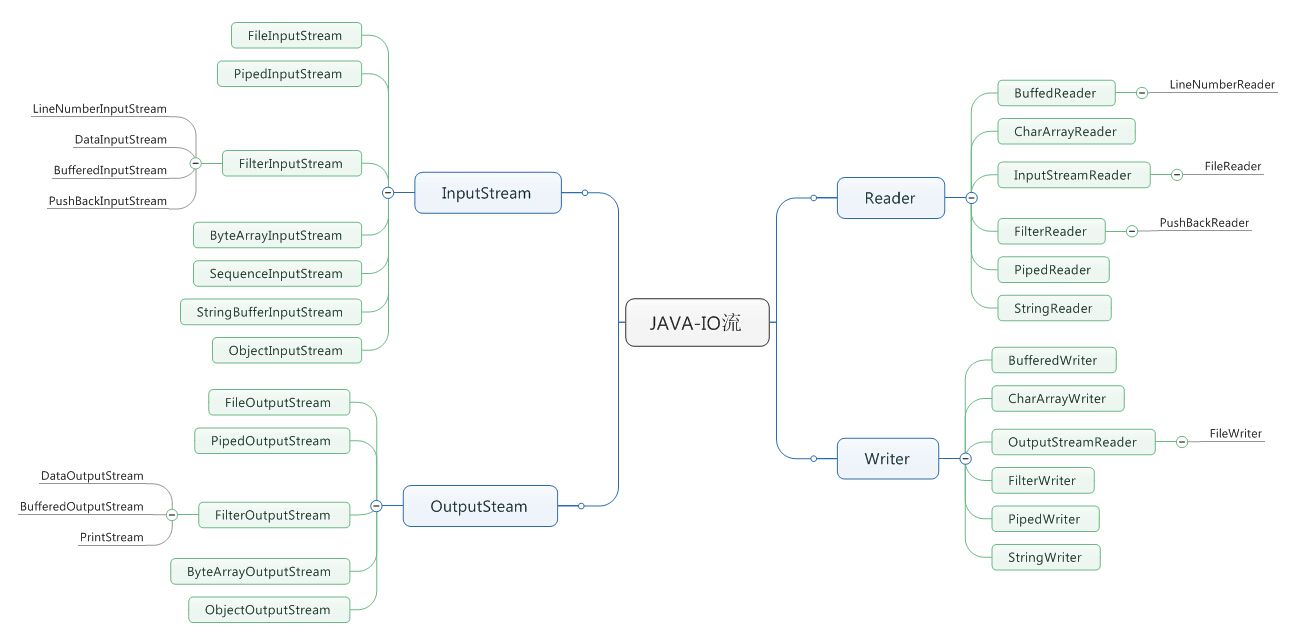 JAVA-IO流
InputStream
FileInputStream
PipedInputStream
FilterInputStream
LineNumberInputStream
DataInputStream
BufferedInputStream
PushBackInputStream
ByteArrayInputStream
SequenceInputStream
StringBufferInputStream
ObjectInputStream
OutputSteam
FileOutputStream
PipedOutputStream
FilterOutputStream
DataOutputStream
BufferedOutputStream
PrintStream
ByteArrayOutputStream
ObjectOutputStream
Reader
BuffedReader
LineNumberReader
CharArrayReader
InputStreamReader
FileReader
FilterReader
PushBackReader
PipedReader
StringReader
Writer
BufferedWriter
CharArrayWriter
OutputStreamReader
FileWriter
FilterWriter
PipedWriter
StringWriter